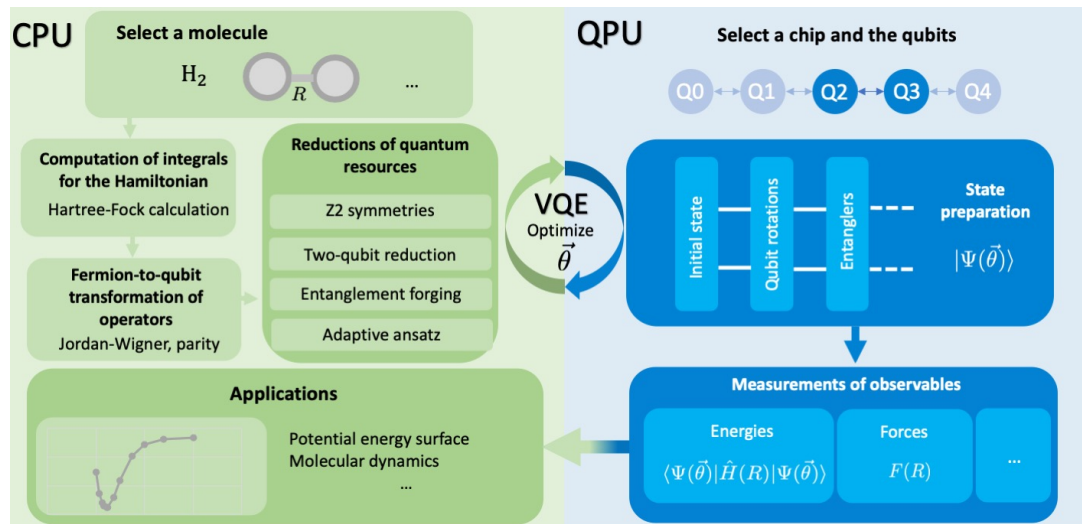 CPU
Select a molecule
H₂
R
...
Computation of integrals
for the Hamiltonian
Hartree-Fock calculation
Fermion-to-qubit
transformation of
operators
Jordan-Wigner, parity
Reductions of quantum
resources
Z2 symmetries
Two-qubit reduction
Entanglement forging
Adaptive ansatz
Applications
Potential energy surface
Molecular dynamics
...
VQE
Optimize
θ⃗
QPU
Select a chip and the qubits
Q0 Q1 Q2 Q3 Q4
Initial state
Qubit rotations
Entanglers
State
preparation
|Ψ(θ⃗)⟩
Measurements of observables
Energies
⟨Ψ(θ⃗)|Ĥ(R)|Ψ(θ⃗)⟩
Forces
F(R)
...